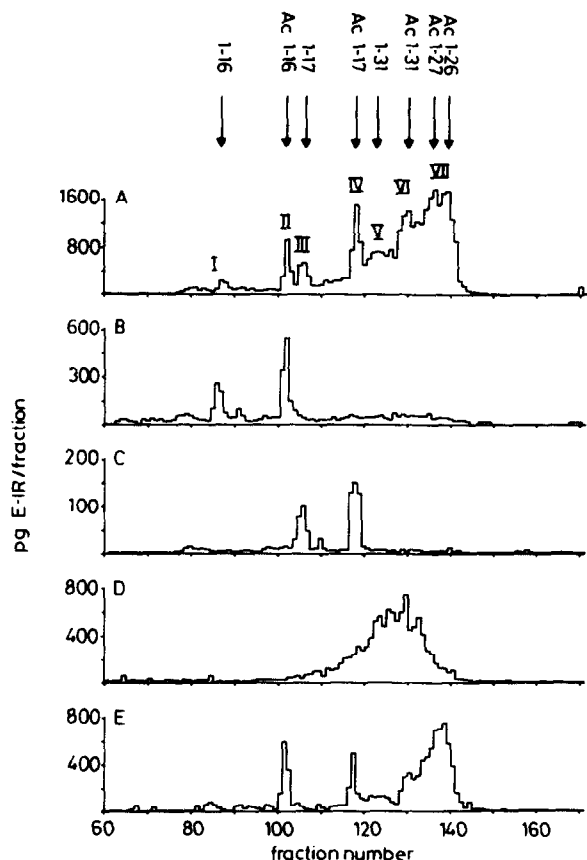 1-16
Ac 1-16
1-17
Ac 1-17
1-31
Ac 1-31
Ac 1-27
Ac 1-26
A
1600
800
I
II
III
IV
V
VI
VII
B
600
300
C
200
100
D
800
400
E
800
400
pg E-IR/fraction
60 80 100 120 140 160
fraction number